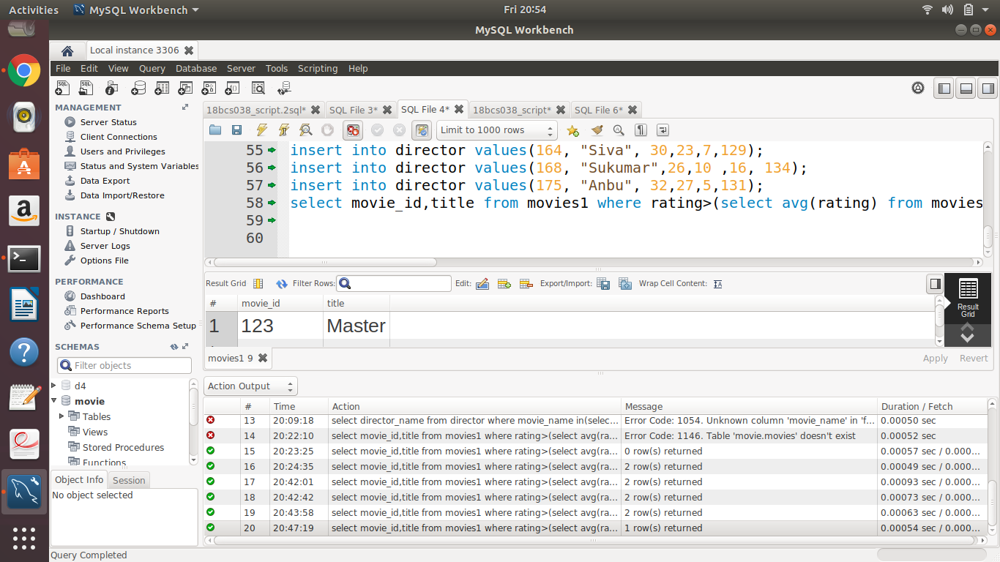 Activities MySQL Workbench Fri 20:54
MySQL Workbench
Local instance 3306
File Edit View Query Database Server Tools Scripting Help
MANAGEMENT
Server Status
Client Connections
Users and Privileges
Status and System Variables
Data Export
Data Import/Restore
INSTANCE
Startup / Shutdown
Server Logs
Options File
PERFORMANCE
Dashboard
Performance Reports
Performance Schema Setup
SCHEMAS
Filter objects
d4
movie
Tables
Views
Stored Procedures
Functions
Object Info Session
No object selected
18bcs038_script.2sql* SQL File 3* SQL File 4* 18bcs038_script* SQL File 6*
Limit to 1000 rows
55 insert into director values(164, "Siva", 30,23,7,129);
56 insert into director values(168, "Sukumar",26,10 ,16, 134);
57 insert into director values(175, "Anbu", 32,27,5,131);
58 select movie_id,title from movies1 where rating>(select avg(rating) from movies
59
60
Result Grid Filter Rows: Edit: Export/Import: Wrap Cell Content:
# movie_id title
1 123 Master
Result
Grid
movies1 9 Apply Revert
Action Output
# Time Action Message Duration / Fetch
13 20:09:18 select director_name from director where movie_name in(selec... Error Code: 1054. Unknown column 'movie_name' in 'f... 0.00050 sec
14 20:22:10 select movie_id,title from movies1 where rating>(select avg(ra... Error Code: 1146. Table 'movie.movies' doesn't exist 0.00052 sec
15 20:23:25 select movie_id,title from movies1 where rating>(select avg(ra... 0 row(s) returned 0.00057 sec / 0.000...
16 20:24:35 select movie_id,title from movies1 where rating>(select avg(ra... 2 row(s) returned 0.00049 sec / 0.000...
17 20:42:01 select movie_id,title from movies1 where rating>(select avg(ra... 2 row(s) returned 0.00093 sec / 0.000...
18 20:42:42 select movie_id,title from movies1 where rating>(select avg(ra... 2 row(s) returned 0.00073 sec / 0.000...
19 20:43:58 select movie_id,title from movies1 where rating>(select avg(ra... 2 row(s) returned 0.00063 sec / 0.000...
20 20:47:19 select movie_id,title from movies1 where rating>(select avg(ra... 1 row(s) returned 0.00054 sec / 0.000...
Query Completed